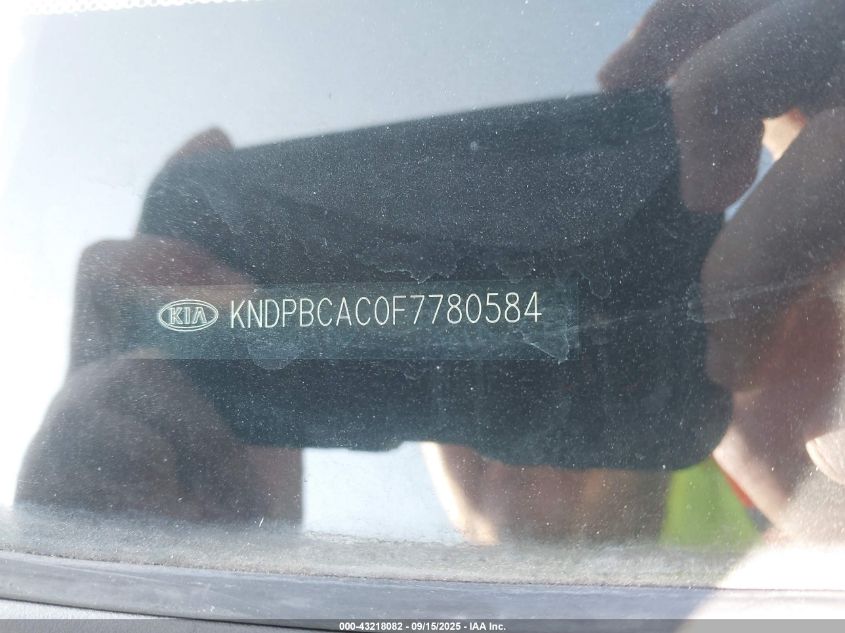 KIA KNDPBCAC0F7780584
000-43218082 - 09/15/2025 - IAA Inc.